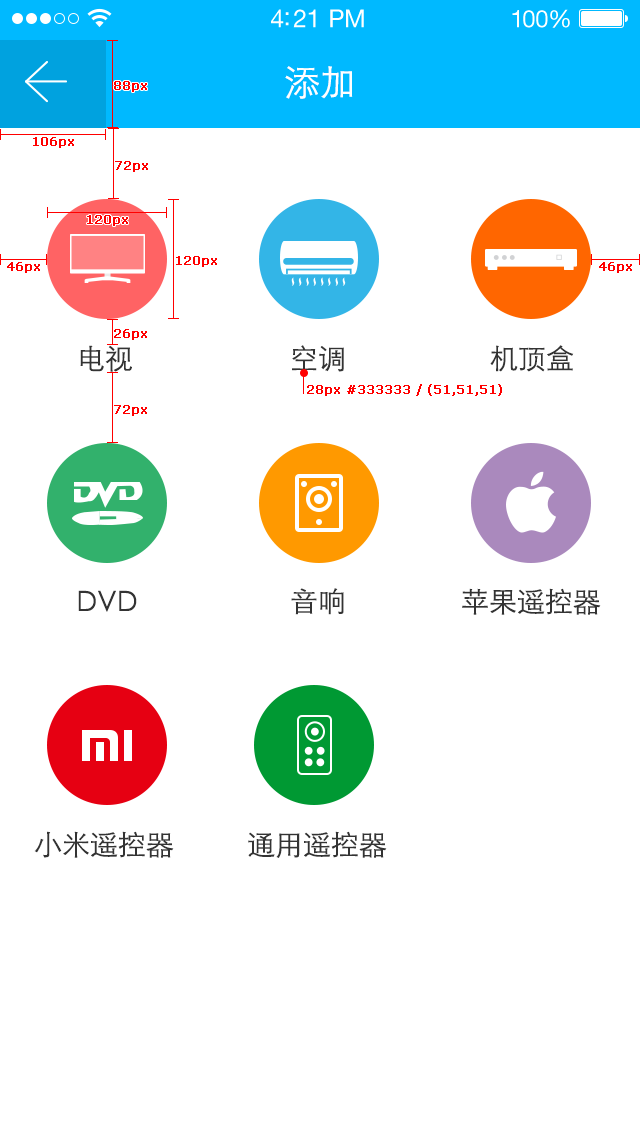 4:21 PM
100%
添加
88px
106px
72px
120px
120px
46px
46px
26px
电视
空调
机顶盒
28px #333333 / (51,51,51)
72px
DVD
DVD
音响
苹果遥控器
mi
小米遥控器
通用遥控器